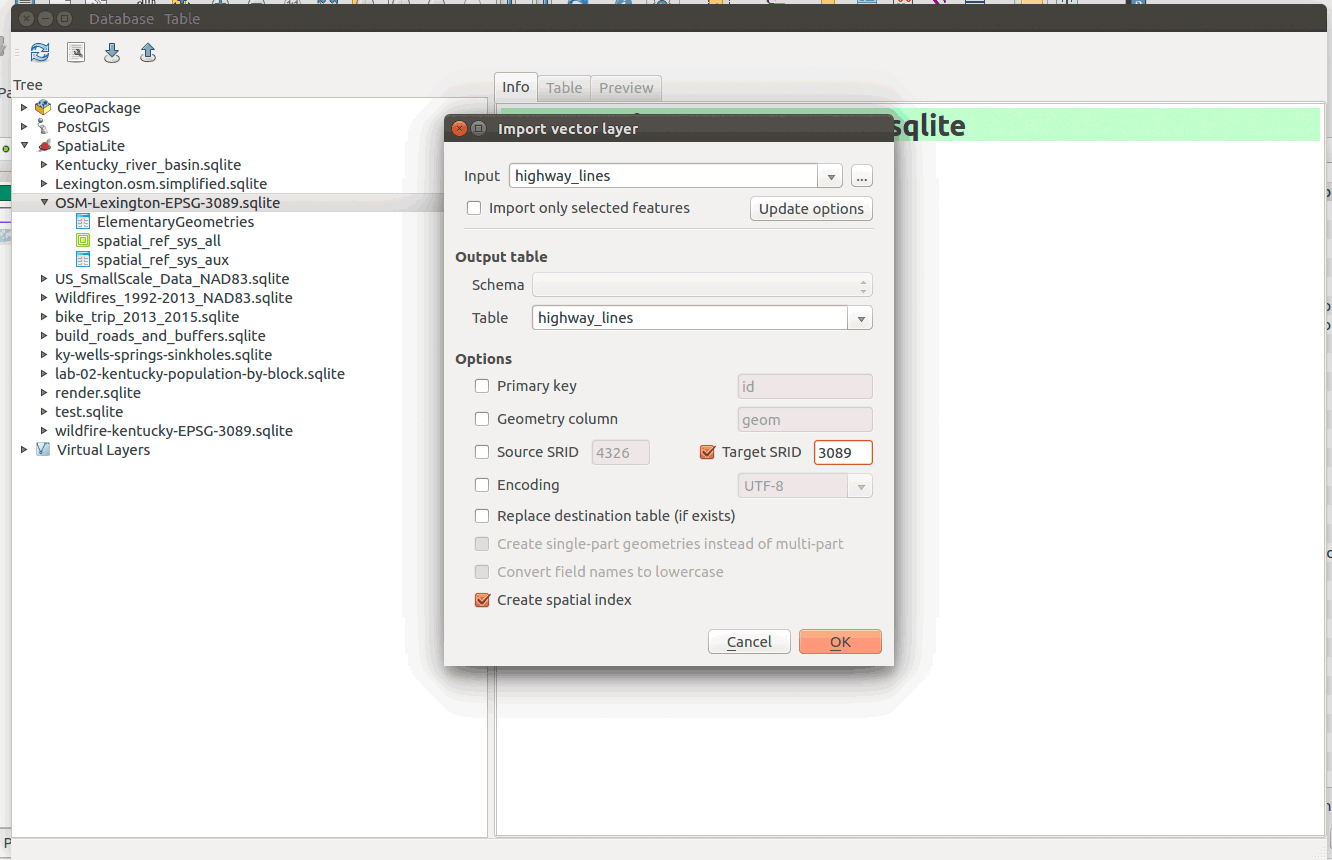 Database Table
Tree
GeoPackage
PostGIS
SpatiaLite
Kentucky_river_basin.sqlite
Lexington.osm.simplified.sqlite
OSM-Lexington-EPSG-3089.sqlite
ElementaryGeometries
spatial_ref_sys_all
spatial_ref_sys_aux
US_SmallScale_Data_NAD83.sqlite
Wildfires_1992-2013_NAD83.sqlite
bike_trip_2013_2015.sqlite
build_roads_and_buffers.sqlite
ky-wells-springs-sinkholes.sqlite
lab-02-kentucky-population-by-block.sqlite
render.sqlite
test.sqlite
wildfire-kentucky-EPSG-3089.sqlite
Virtual Layers
Info Table Preview
sqlite
Import vector layer
Input highway_lines ...
Import only selected features Update options
Output table
Schema
Table highway_lines
Options
Primary key id
Geometry column geom
Source SRID 4326 Target SRID 3089
Encoding UTF-8
Replace destination table (if exists)
Create single-part geometries instead of multi-part
Convert field names to lowercase
Create spatial index
Cancel OK